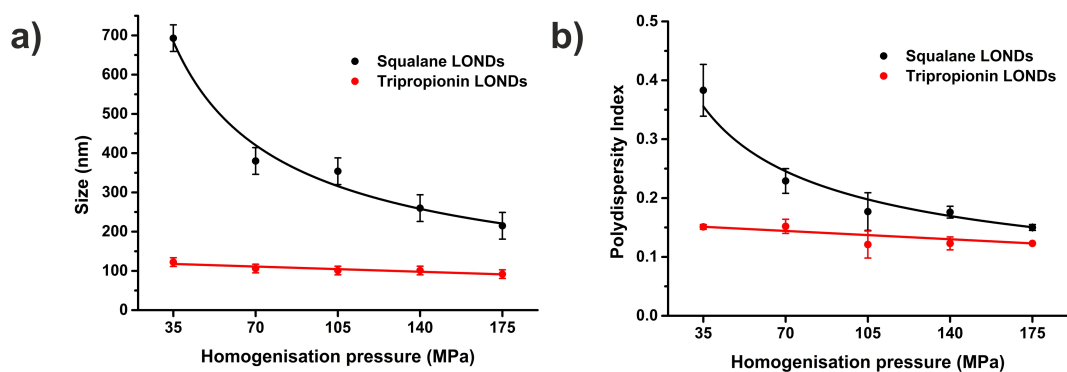 a)
Size (nm)
700
600
500
400
300
200
100
0
Squalane LONDs
Tripropionin LONDs
35 70 105 140 175
Homogenisation pressure (MPa)
b)
Polydispersity Index
0.5
0.4
0.3
0.2
0.1
0.0
Squalane LONDs
Tripropionin LONDs
35 70 105 140 175
Homogenisation pressure (MPa)